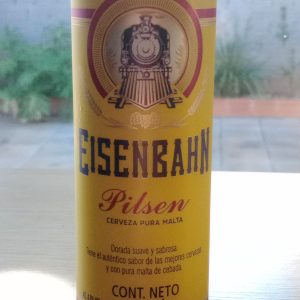 EISENBAHN
Pilsen
CERVEZA PURA MALTA
Dorada suave y sabrosa.
Tiene el auténtico sabor de las mejores cervezas
y con pura malta de cebada.
CONT. NETO